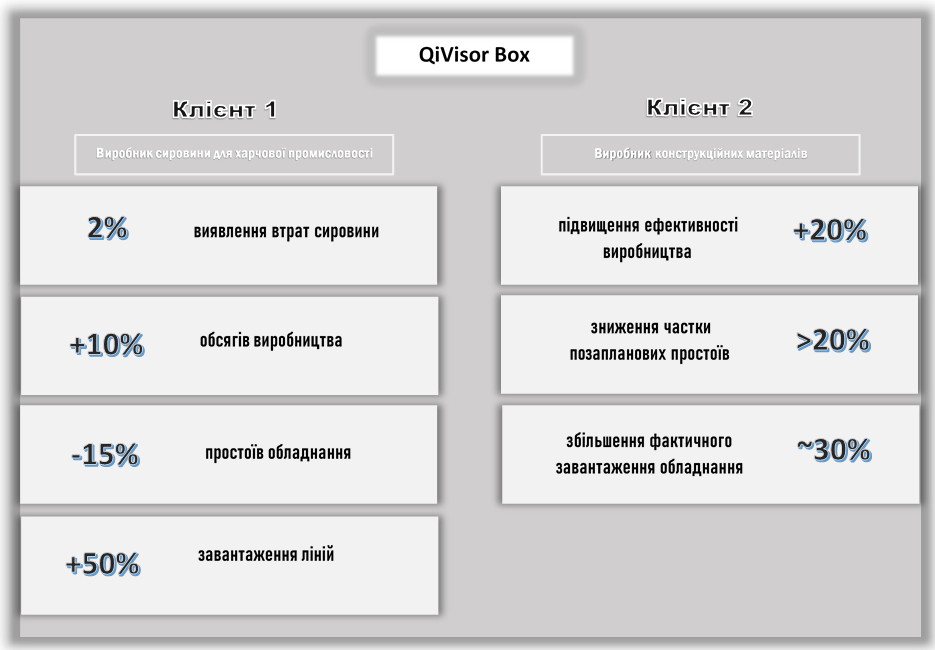 QiVisor Box
Клієнт 1
Виробник сировини для харчової промисловості
2%
виявлення втрат сировини
+10%
обсягів виробництва
-15%
простоїв обладнання
+50%
завантаження ліній
Клієнт 2
Виробник конструкційних матеріалів
підвищення ефективності
виробництва
+20%
зниження частки
позапланових простоїв
>20%
збільшення фактичного
завантаження обладнання
~30%